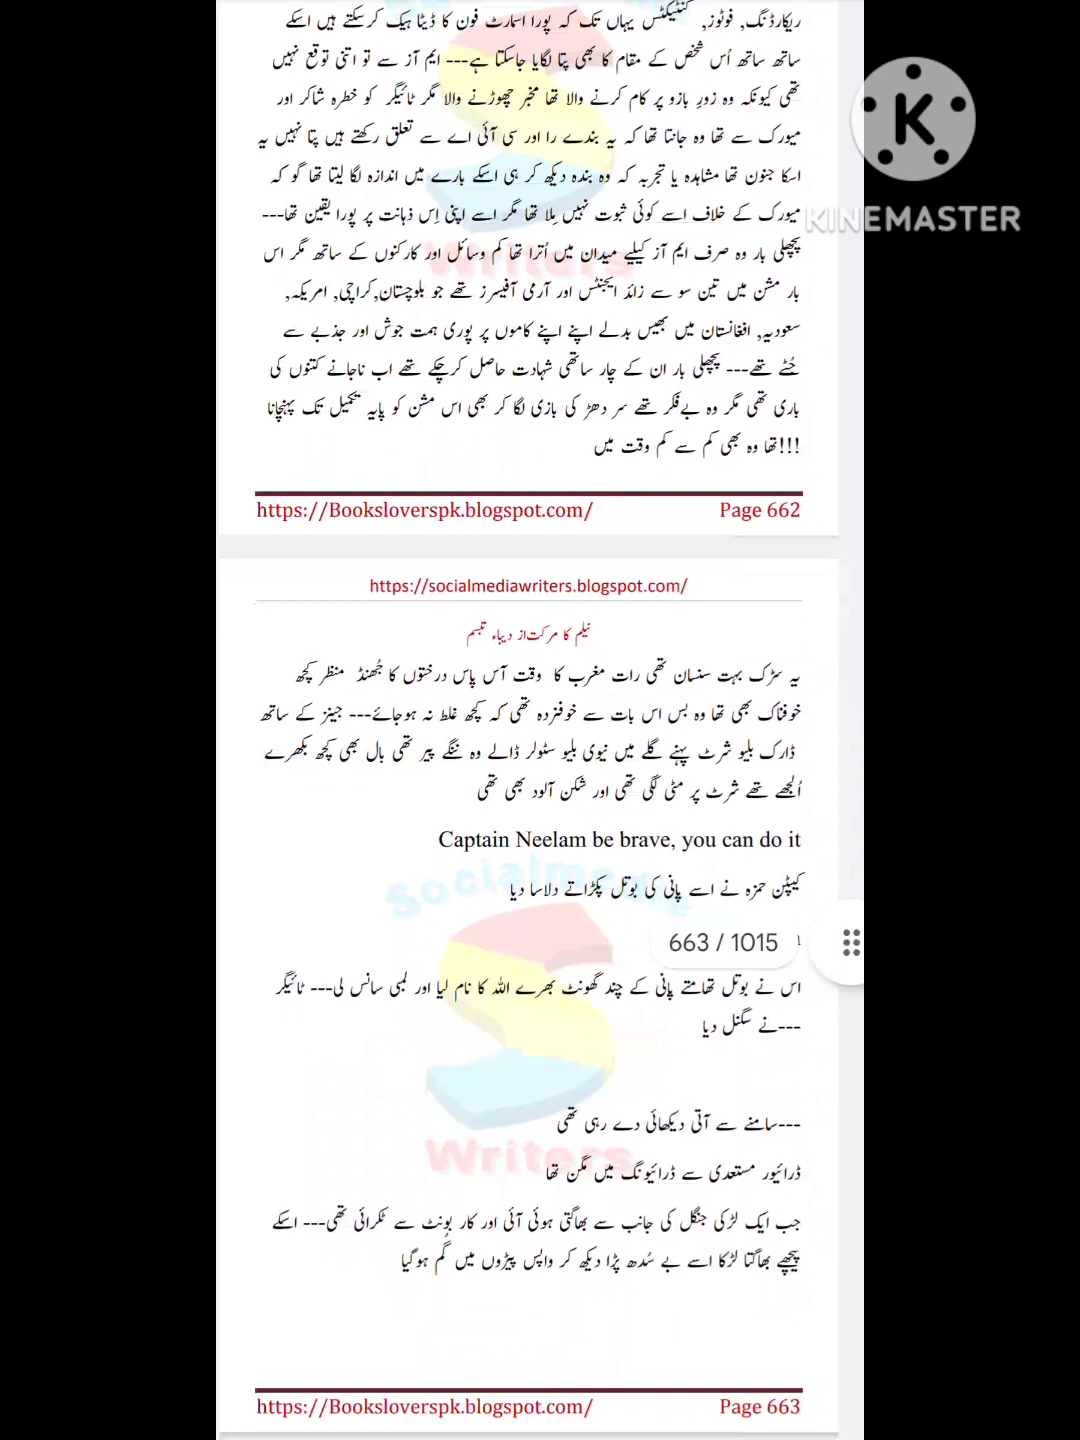 ریکارڈنگ, فوٹوز, کنٹیکٹس یہاں تک کہ پورا اسمارٹ فون کا ڈیٹا ہیک کرسکتے ہیں اسکے
ساتھ ساتھ اُس شخص کے مقام کا بھی پتا لگایا جاسکتا ہے--- ایم آز سے تو اتنی توقع نہیں
تھی کیونکہ وہ زورِ بازو پر کام کرنے والا تھا مخبر چھوڑنے والا مگر ٹائیگر کو خطرہ شاکر اور
میورک سے تھا وہ جانتا تھا کہ یہ بندے را اور سی آئی اے سے تعلق رکھتے ہیں پتا نہیں یہ
اسکا جنون تھا مشاہدہ یا تجربہ کہ وہ بندہ دیکھ کر ہی اسکے بارے میں اندازہ لگا لیتا تھا گو کہ
میورک کے خلاف اسے کوئی ثبوت نہیں مِلا تھا مگر اسے اپنی اِس ذہانت پر پورا یقین تھا---
پچھلی بار وہ صرف ایم آز کیلیے میدان میں اُترا تھا کم وسائل اور کارکنوں کے ساتھ مگر اس
بار مشن میں تین سو سے زائد ایجنٹس اور آرمی آفیسرز تھے جو بلوچستان,کراچی, امریکہ,
سعودیہ, افغانستان میں بھیس بدلے اپنے اپنے کاموں پر پوری ہمت جوش اور جذبے سے
جُٹے تھے--- پچھلی بار ان کے چار ساتھی شہادت حاصل کرچکے تھے اب ناجانے کتنوں کی
باری تھی مگر وہ بےفکر تھے سر دھڑ کی بازی لگا کر بھی اس مشن کو پایہ تکمیل تک پہنچانا
تھا وہ بھی کم سے کم وقت میں!!!
https://Booksloverspk.blogspot.com/ Page 662
KINEMASTER
https://socialmediawriters.blogspot.com/
نیلم کا مرکت از دیباء تبسم
یہ سڑک بہت سنسان تھی رات مغرب کا وقت آس پاس درختوں کا جُھنڈ منظر کچھ
خوفناک بھی تھا وہ بس اس بات سے خوفنزدہ تھی کہ کچھ غلط نہ ہوجائے--- جینز کے ساتھ
ڈارک بلیو شرٹ پہنے گلے میں نیوی بلیو سٹولر ڈالے وہ ننگے پیر تھی بال بھی کچھ بکھرے
اُلجھے تھے شرٹ پر مٹی لگی تھی اور شکن آلود بھی تھی
Captain Neelam be brave, you can do it
کیپٹن حمزہ نے اسے پانی کی بوتل پکڑاتے دلاسا دیا
663 / 1015
اس نے بوتل تھامتے پانی کے چند گھونٹ بھرے اللہ کا نام لیا اور لمبی سانس لی--- ٹائیگر
نے سگنل دیا---
سامنے سے آتی دیکھائی دے رہی تھی---
ڈرائیور مستعدی سے ڈرائیونگ میں مگن تھا
جب ایک لڑکی جنگل کی جانب سے بھاگتی ہوئی آئی اور کار بونٹ سے ٹکرائی تھی--- اسکے
پیچھے بھاگتا لڑکا اسے بے سُدھ پڑا دیکھ کر واپس پیڑوں میں گُم ہوگیا
https://Booksloverspk.blogspot.com/ Page 663
Socialmedia
Writers